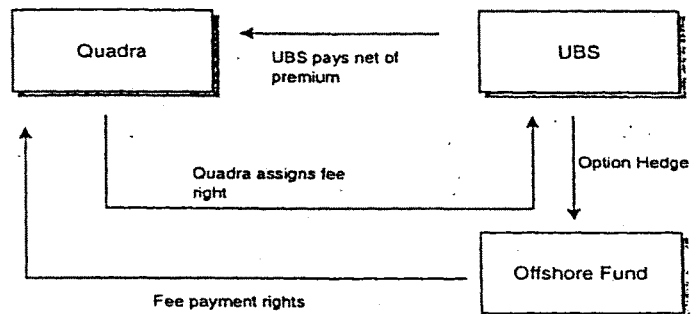 Quadra
UBS
UBS pays net of
premium
Quadra assigns fee
right
Option Hedge
Offshore Fund
Fee payment rights